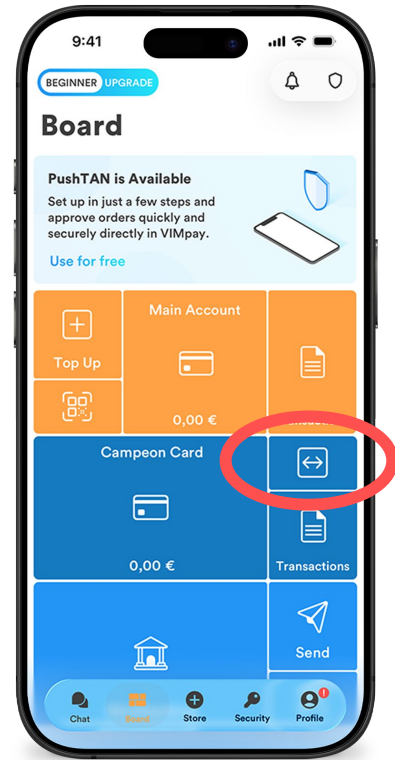 9:41
BEGINNER UPGRADE
Board
PushTAN is Available
Set up in just a few steps and
approve orders quickly and
securely directly in VIMpay.
Use for free
Main Account
Top Up
0,00 €
Campeon Card
0,00 €
Transactions
Send
Chat
Board
Store
Security
Profile